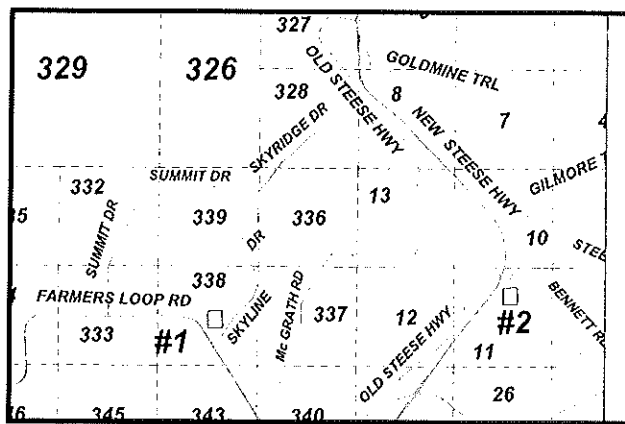 327
329
326
OLD STEESE HWY
GOLDMINE TRL
328
8
NEW STEESE HWY
7
SKYRIDGE DR
SUMMIT DR
GILMORE
332
13
339
336
SUMMIT DR
DR
10
338
FARMERS LOOP RD
SKYLINE
Mc GRATH RD
337
12
OLD STEESE HWY
#2
BENNETT RD
333
#1
11
26
345
343
340